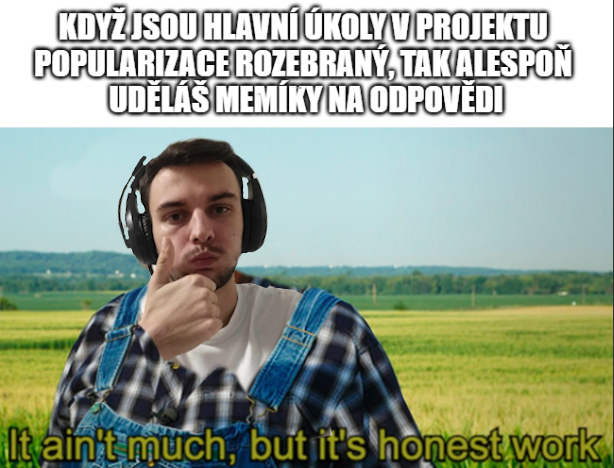 KDYŽ JSOU HLAVNÍ ÚKOLY V PROJEKTU
POPULARIZACE ROZEBRANÝ, TAK ALESPOŇ
UDĚLÁŠ MEMÍKY NA ODPOVĚDI
It ain't much, but it's honest work